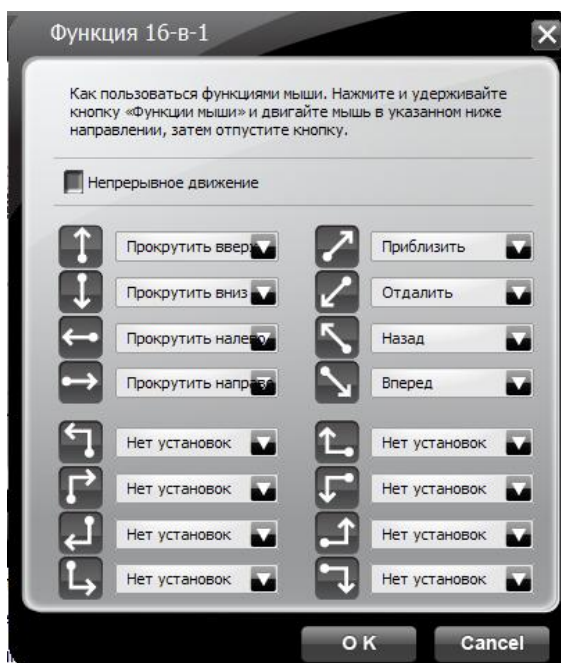 Функция 16-в-1
Как пользоваться функциями мыши. Нажмите и удерживайте
кнопку «Функции мыши» и двигайте мышь в указанном ниже
направлении, затем отпустите кнопку.
Непрерывное движение
Прокрутить вверх Приблизить
Прокрутить вниз Отдалить
Прокрутить налево Назад
Прокрутить направо Вперед
Нет установок Нет установок
Нет установок Нет установок
Нет установок Нет установок
Нет установок Нет установок
OK Cancel